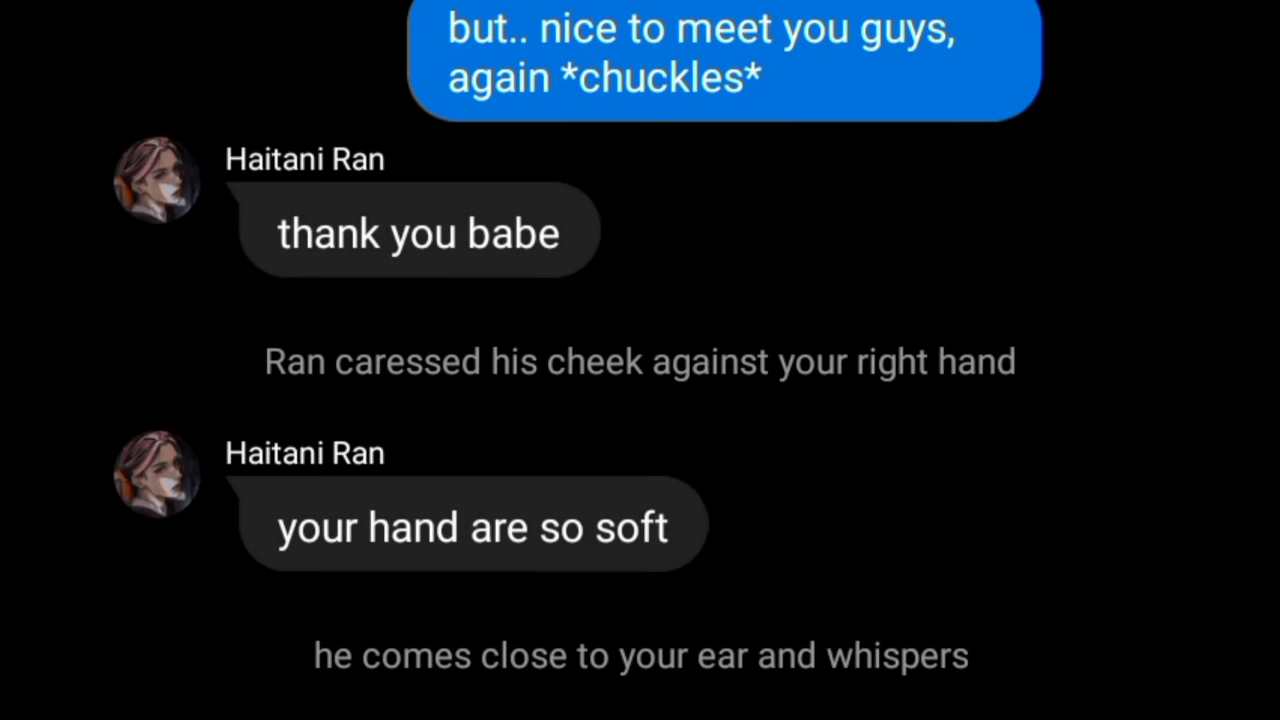 but.. nice to meet you guys,
again *chuckles*
Haitani Ran
thank you babe
Ran caressed his cheek against your right hand
Haitani Ran
your hand are so soft
he comes close to your ear and whispers